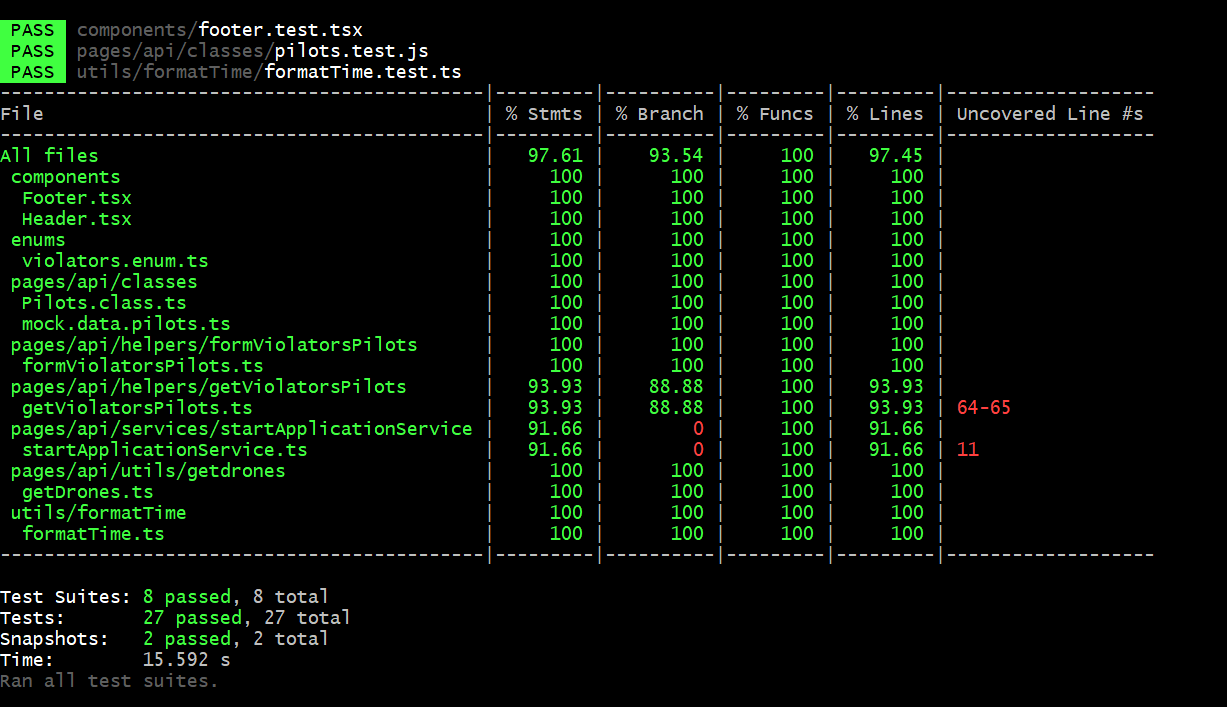 PASS components/footer.test.tsx
PASS pages/api/classes/pilots.test.js
PASS utils/formatTime/formatTime.test.ts
--------------------------------------------|---------|----------|---------|---------|-------------------
File                                        | % Stmts | % Branch | % Funcs | % Lines | Uncovered Line #s
--------------------------------------------|---------|----------|---------|---------|-------------------
All files                                   |   97.61 |    93.54 |     100 |   97.45 |
 components                                 |     100 |      100 |     100 |     100 |
  Footer.tsx                                |     100 |      100 |     100 |     100 |
  Header.tsx                                |     100 |      100 |     100 |     100 |
 enums                                      |     100 |      100 |     100 |     100 |
  violators.enum.ts                         |     100 |      100 |     100 |     100 |
 pages/api/classes                          |     100 |      100 |     100 |     100 |
  Pilots.class.ts                           |     100 |      100 |     100 |     100 |
  mock.data.pilots.ts                       |     100 |      100 |     100 |     100 |
 pages/api/helpers/formViolatorsPilots      |     100 |      100 |     100 |     100 |
  formViolatorsPilots.ts                    |     100 |      100 |     100 |     100 |
 pages/api/helpers/getViolatorsPilots       |   93.93 |    88.88 |     100 |   93.93 |
  getViolatorsPilots.ts                     |   93.93 |    88.88 |     100 |   93.93 | 64-65
 pages/api/services/startApplicationService |   91.66 |        0 |     100 |   91.66 |
  startApplicationService.ts                |   91.66 |        0 |     100 |   91.66 | 11
 pages/api/utils/getdrones                  |     100 |      100 |     100 |     100 |
  getDrones.ts                              |     100 |      100 |     100 |     100 |
 utils/formatTime                           |     100 |      100 |     100 |     100 |
  formatTime.ts                             |     100 |      100 |     100 |     100 |
--------------------------------------------|---------|----------|---------|---------|-------------------
Test Suites: 8 passed, 8 total
Tests:       27 passed, 27 total
Snapshots:   2 passed, 2 total
Time:        15.592 s
Ran all test suites.